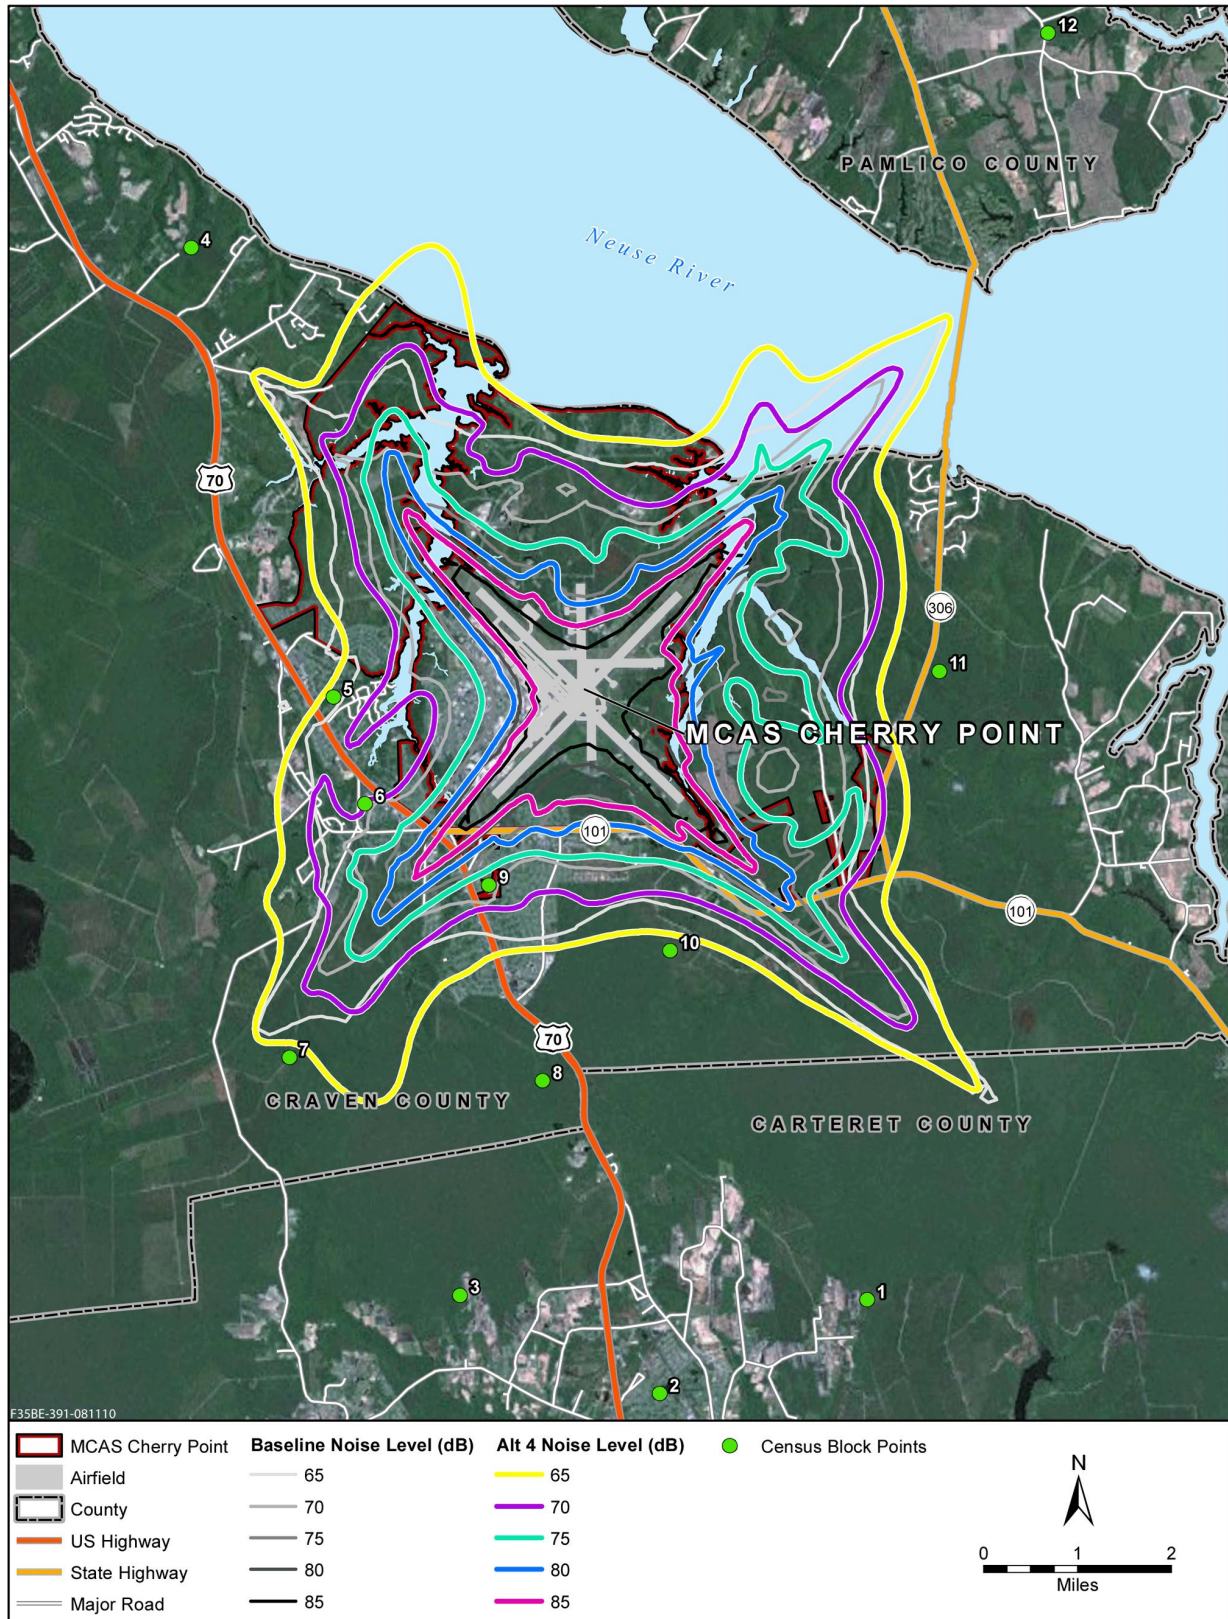 12
PAMLICO COUNTY
Neuse River
4
70
306
5
11
MCAS CHERRY POINT
6
101
9
101
10
70
7
8
CRAVEN COUNTY
CARTERET COUNTY
3
1
2
F35BE-391-081110
MCAS Cherry Point
Airfield
County
US Highway
State Highway
Major Road
Baseline Noise Level (dB)
65
70
75
80
85
Alt 4 Noise Level (dB)
65
70
75
80
85
Census Block Points
N
0 1 2
Miles